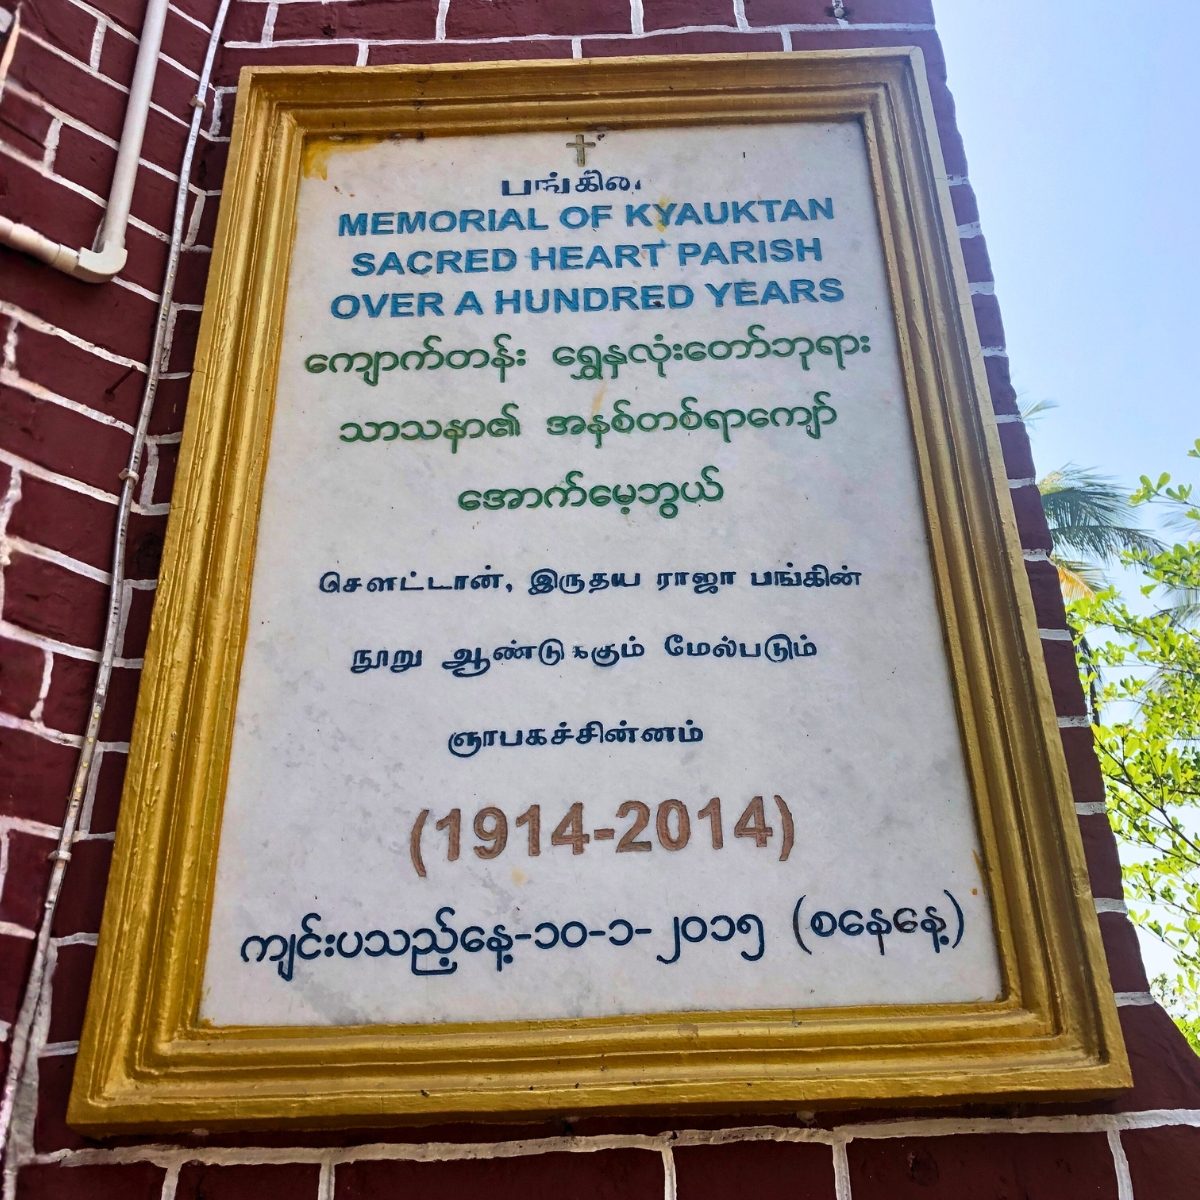 MEMORIAL OF KYAUKTAN
SACRED HEART PARISH
OVER A HUNDRED YEARS
ကျောက်တန်း ရွှေနှလုံးတော်ဘုရား
သာသနာ၏ အနှစ်တစ်ရာကျော်
အောက်မေ့ဘွယ်
சௌட்டான், இருதய ராஜா பங்கின்
நூறு ஆண்டுக்கும் மேல்படும்
ஞாபகச்சின்னம்
(1914-2014)
ကျင်းပသည့်နေ့-၁၀-၁-၂၀၁၅ (စနေနေ့)